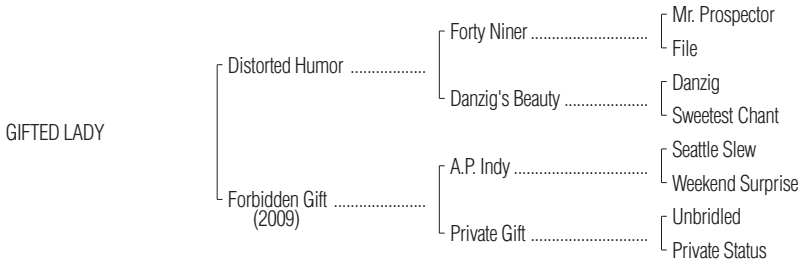 Mr. Prospector
Forty Niner
File
Distorted Humor
Danzig
Danzig's Beauty
Sweetest Chant
GIFTED LADY
Seattle Slew
A.P. Indy
Weekend Surprise
Forbidden Gift
(2009)
Unbridled
Private Gift
Private Status